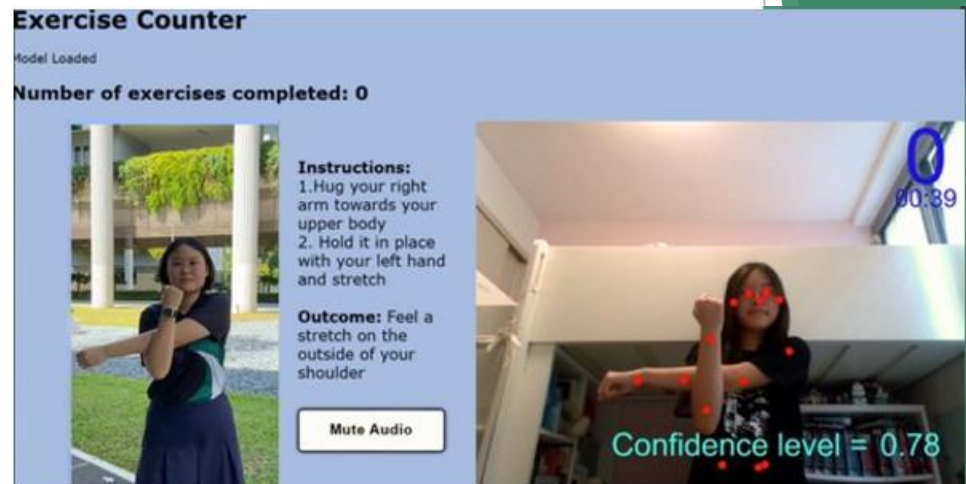 Exercise Counter
Model Loaded
Number of exercises completed: 0
Instructions:
1.Hug your right
arm towards your
upper body
2. Hold it in place
with your left hand
and stretch
Outcome: Feel a
stretch on the
outside of your
shoulder
Mute Audio
0
00:39
Confidence level = 0.78